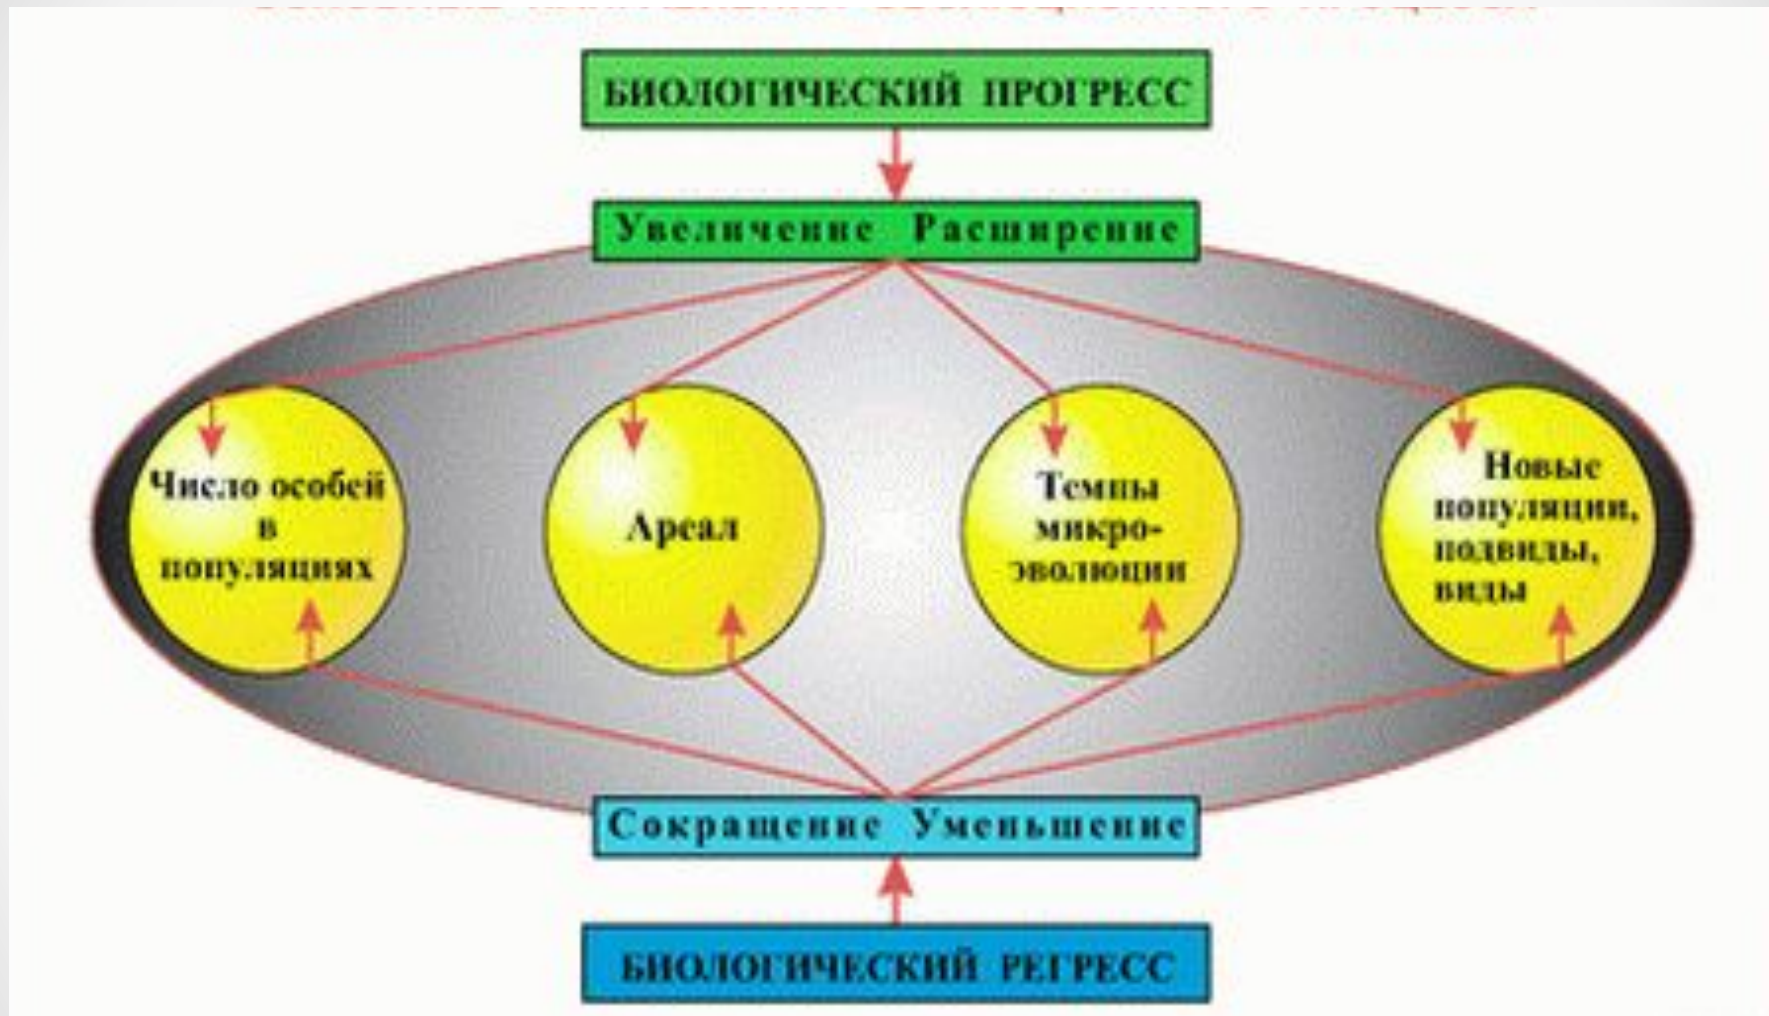 БИОЛОГИЧЕСКИЙ ПРОГРЕСС
Увеличение Расширение
Число особей
в
популяциях
Ареал
Темпы
микро-
эволюции
Новые
популяции,
подвиды,
виды
Сокращение Уменьшение
БИОЛОГИЧЕСКИЙ РЕГРЕСС